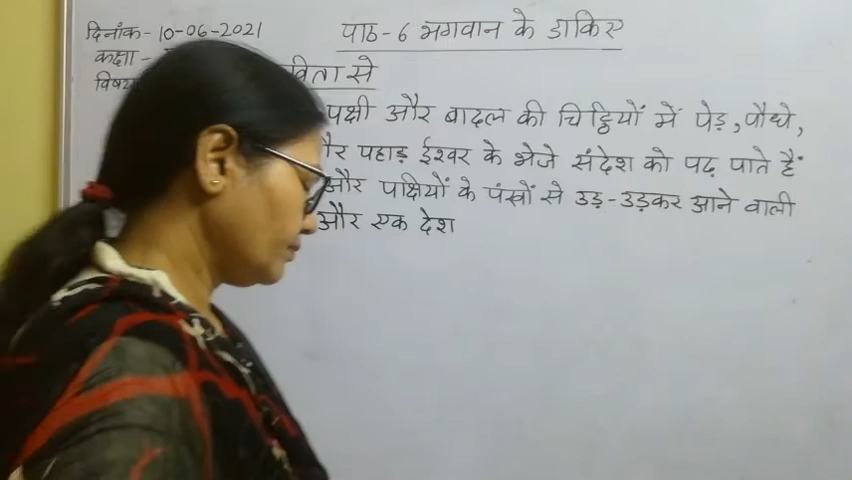 दिनांक- 10-06-2021
पाठ-6 भगवान के डाकिए
कक्षा -
विषय
विता से
पक्षी और बादल की चिट्ठियों में पेड़, पौधे,
र पहाड़ ईश्वर के भेजे संदेश को पढ़ पाते हैं
और पक्षियों के पंखों से उड़-उड़कर आने वाली
और एक देश